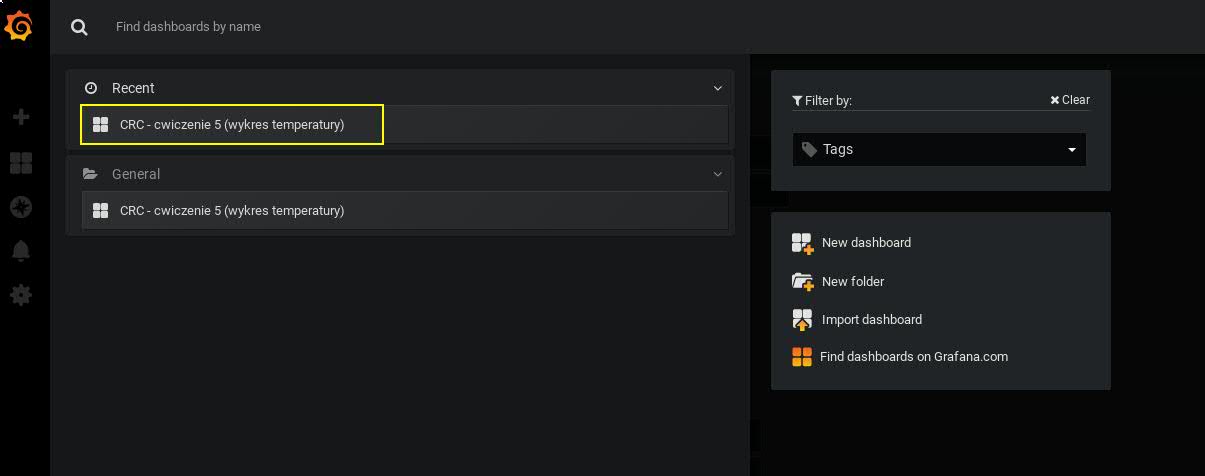 Find dashboards by name
Recent
CRC - cwiczenie 5 (wykres temperatury)
General
CRC - cwiczenie 5 (wykres temperatury)
Filter by:
Clear
Tags
New dashboard
New folder
Import dashboard
Find dashboards on Grafana.com